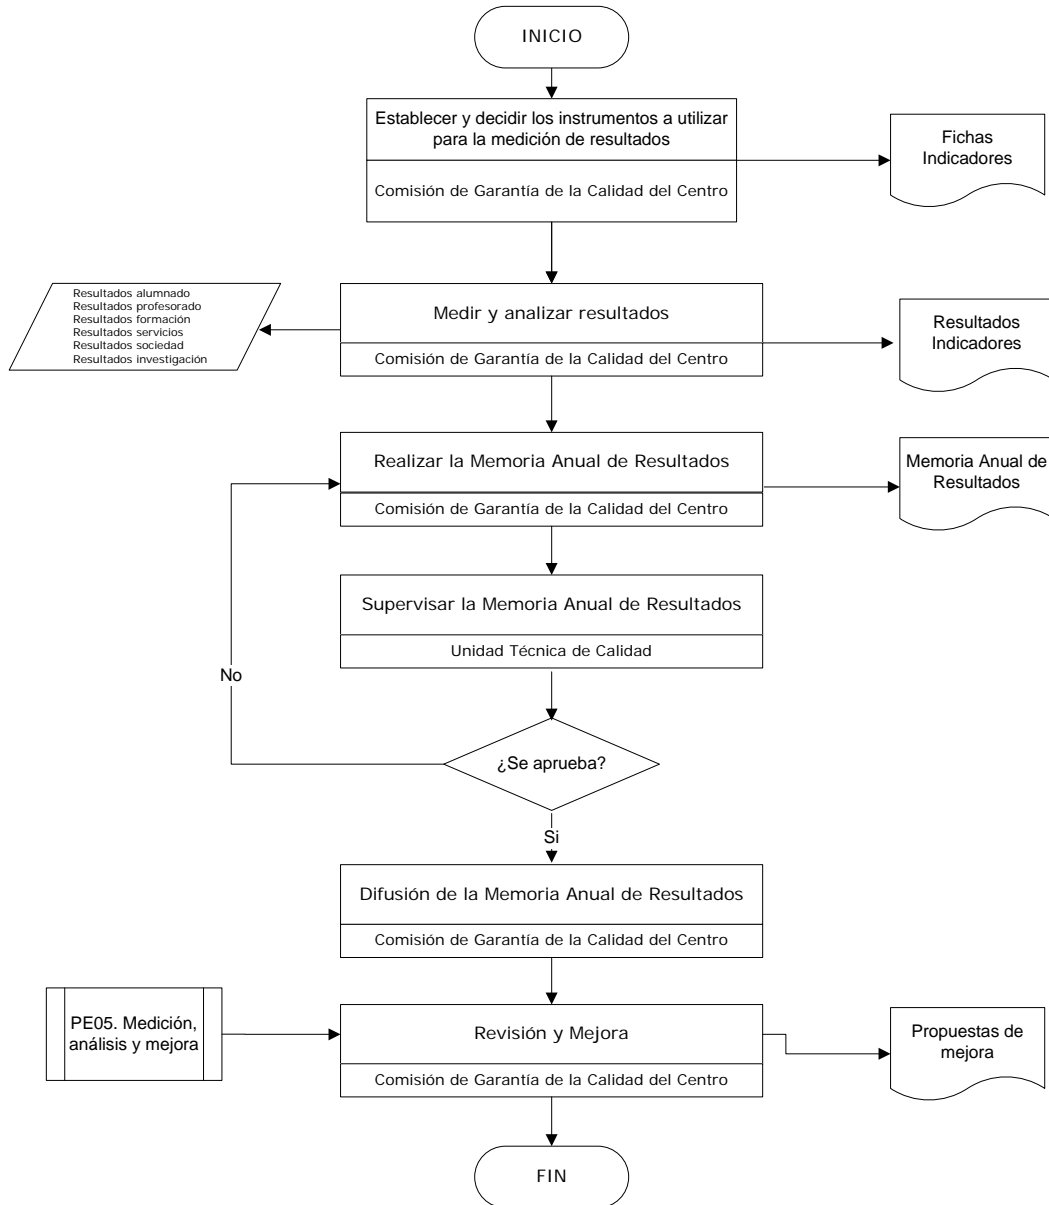 INICIO
Establecer y decidir los instrumentos a utilizar
para la medición de resultados
Comisión de Garantía de la Calidad del Centro
Fichas
Indicadores
Resultados alumnado
Resultados profesorado
Resultados formación
Resultados servicios
Resultados sociedad
Resultados investigación
Medir y analizar resultados
Comisión de Garantía de la Calidad del Centro
Resultados
Indicadores
Realizar la Memoria Anual de Resultados
Comisión de Garantía de la Calidad del Centro
Memoria Anual de
Resultados
Supervisar la Memoria Anual de Resultados
Unidad Técnica de Calidad
No
¿Se aprueba?
Si
Difusión de la Memoria Anual de Resultados
Comisión de Garantía de la Calidad del Centro
PE05. Medición,
análisis y mejora
Revisión y Mejora
Comisión de Garantía de la Calidad del Centro
Propuestas de
mejora
FIN